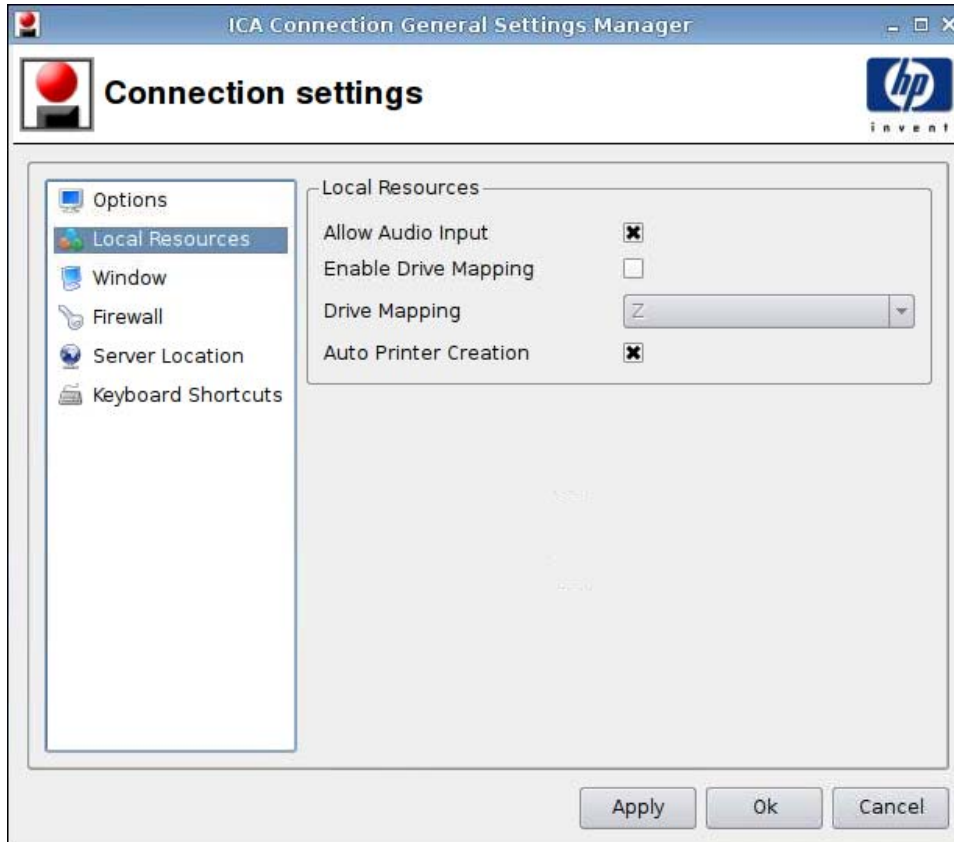 ICA Connection General Settings Manager
Connection settings
hp
invent
Options
Local Resources
Window
Firewall
Server Location
Keyboard Shortcuts
Local Resources
Allow Audio Input
Enable Drive Mapping
Drive Mapping
Z
Auto Printer Creation
Apply
Ok
Cancel